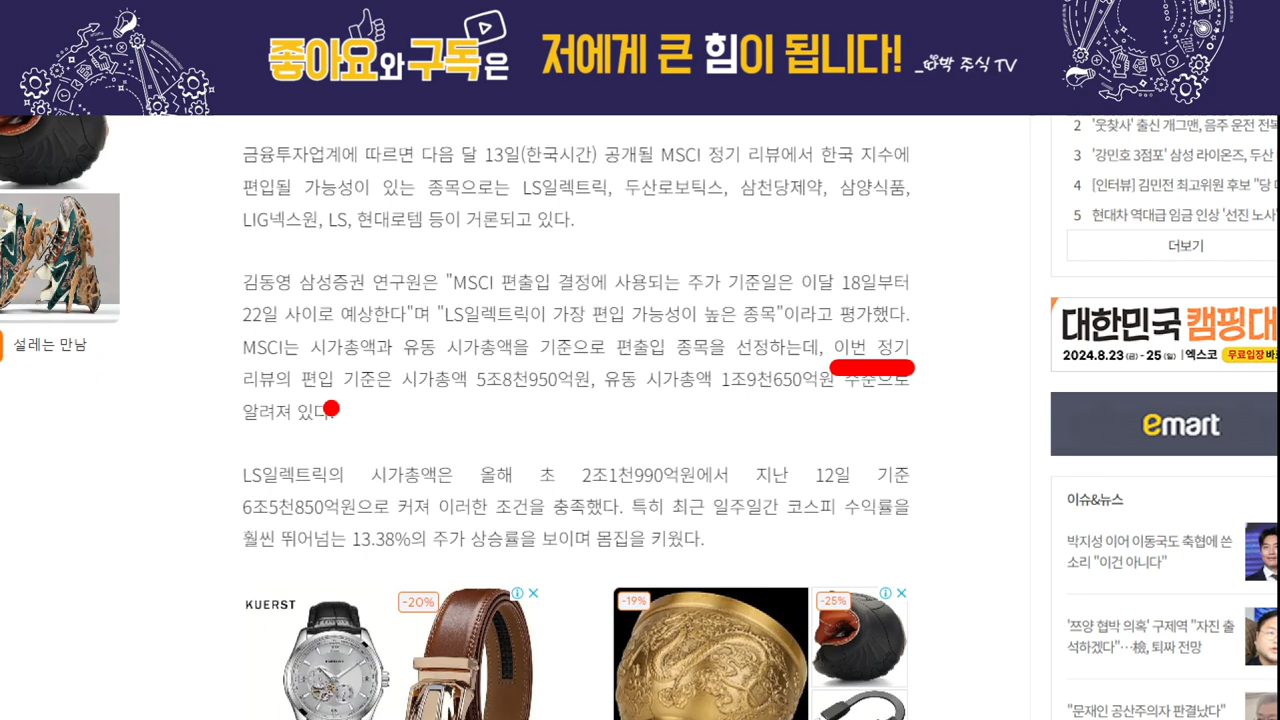 좋아요와 구독은 저에게 큰 힘이 됩니다!
박 주식 TV
금융투자업계에 따르면 다음 달 13일(한국시간) 공개될 MSCI 정기 리뷰에서 한국 지수에
편입될 가능성이 있는 종목으로는 LS일렉트릭, 두산로보틱스, 삼천당제약, 삼양식품,
LIG넥스원, LS, 현대로템 등이 거론되고 있다.
김동영 삼성증권 연구원은 "MSCI 편출입 결정에 사용되는 주가 기준일은 이달 18일부터
22일 사이로 예상한다"며 "LS일렉트릭이 가장 편입 가능성이 높은 종목"이라고 평가했다.
MSCI는 시가총액과 유동 시가총액을 기준으로 편출입 종목을 선정하는데, 이번 정기
리뷰의 편입 기준은 시가총액 5조8천950억원, 유동 시가총액 1조9천650억원 수준으로
알려져 있다.
LS일렉트릭의 시가총액은 올해 초 2조1천990억원에서 지난 12일 기준
6조5천850억원으로 커져 이러한 조건을 충족했다. 특히 최근 일주일간 코스피 수익률을
훨씬 뛰어넘는 13.38%의 주가 상승률을 보이며 몸집을 키웠다.
설레는 만남
KUERST
-20%
-19%
-25%
2 '웃찾사' 출신 개그맨, 음주 운전 전복
3 '강민호 3점포' 삼성 라이온즈, 두산
4 [인터뷰] 김민전 최고위원 후보 "당
5 현대차 역대급 임금 인상 '선진 노사'
더보기
대한민국 캠핑대
2024.8.23(금)-25(일) | 엑스코 무료입장 바로
emart
이슈&뉴스
박지성 이어 이동국도 축협에 쓴
소리 "이건 아니다"
'쯔양 협박 의혹' 구제역 "자진 출
석하겠다"…檢, 퇴짜 전망
"문재인 공산주의자 판결났다"